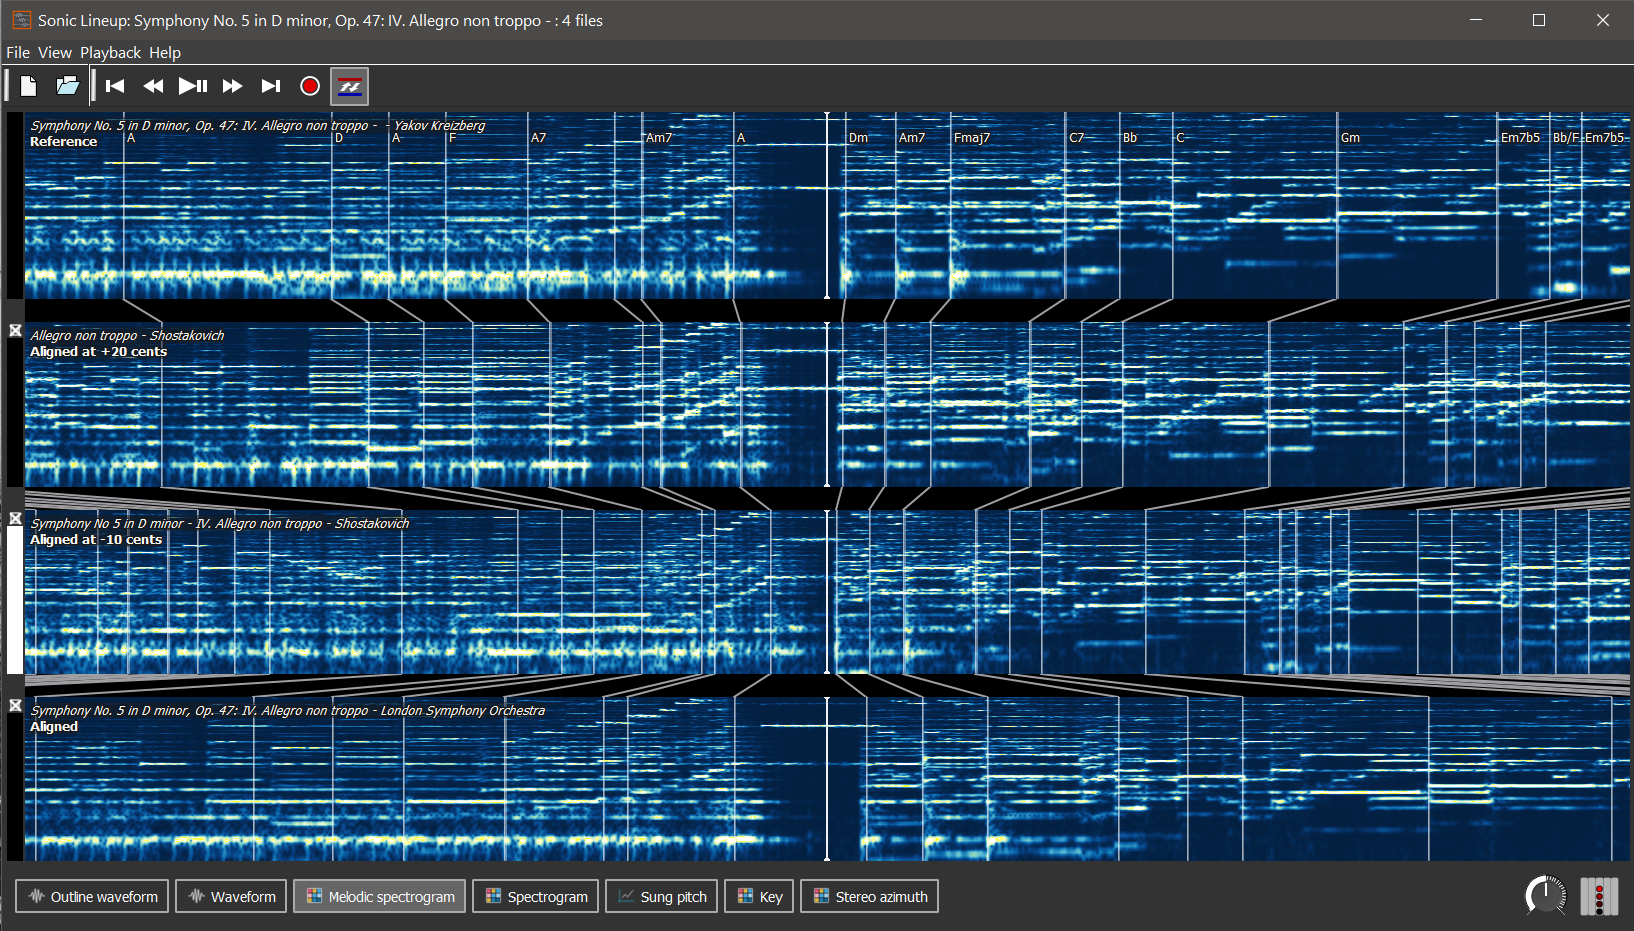 Sonic Lineup: Symphony No. 5 in D minor, Op. 47: IV. Allegro non troppo - : 4 files
File View Playback Help
Symphony No. 5 in D minor, Op. 47: IV. Allegro non troppo - - Yakov Kreizberg
Reference
A D A F A7 Am7 A Dm Am7 Fmaj7 C7 Bb C Gm Em7b5 Bb/F Em7b5
Allegro non troppo - Shostakovich
Aligned at +20 cents
Symphony No 5 in D minor - IV. Allegro non troppo - Shostakovich
Aligned at -10 cents
Symphony No. 5 in D minor, Op. 47: IV. Allegro non troppo - London Symphony Orchestra
Aligned
Outline waveform Waveform Melodic spectrogram Spectrogram Sung pitch Key Stereo azimuth